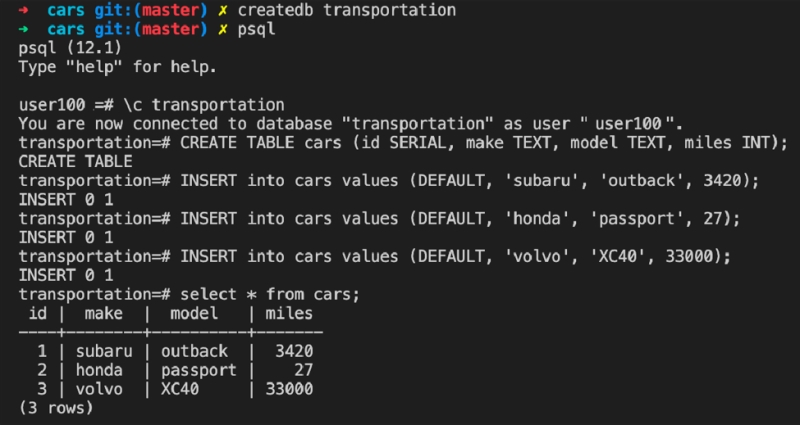 → cars git:(master) ✗ createdb transportation
→ cars git:(master) ✗ psql
psql (12.1)
Type "help" for help.

user100 =# \c transportation
You are now connected to database "transportation" as user " user100 ".
transportation=# CREATE TABLE cars (id SERIAL, make TEXT, model TEXT, miles INT);
CREATE TABLE
transportation=# INSERT into cars values (DEFAULT, 'subaru', 'outback', 3420);
INSERT 0 1
transportation=# INSERT into cars values (DEFAULT, 'honda', 'passport', 27);
INSERT 0 1
transportation=# INSERT into cars values (DEFAULT, 'volvo', 'XC40', 33000);
INSERT 0 1
transportation=# select * from cars;
 id |  make  |  model   | miles
----+--------+----------+-------
  1 | subaru | outback  |  3420
  2 | honda  | passport |    27
  3 | volvo  | XC40     | 33000
(3 rows)